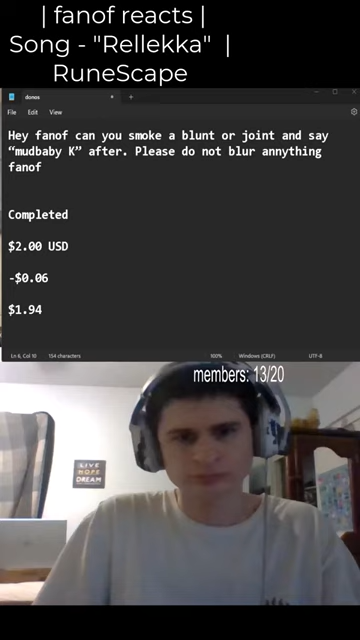 | fanof reacts |
Song - "Rellekka" |
RuneScape
donos
File Edit View
Hey fanof can you smoke a blunt or joint and say
“mudbaby K” after. Please do not blur annything
fanof
Completed
$2.00 USD
-$0.06
$1.94
Ln 6, Col 10 154 characters 100% Windows (CRLF) UTF-8
members: 13/20
LIVE
HOPE
DREAM